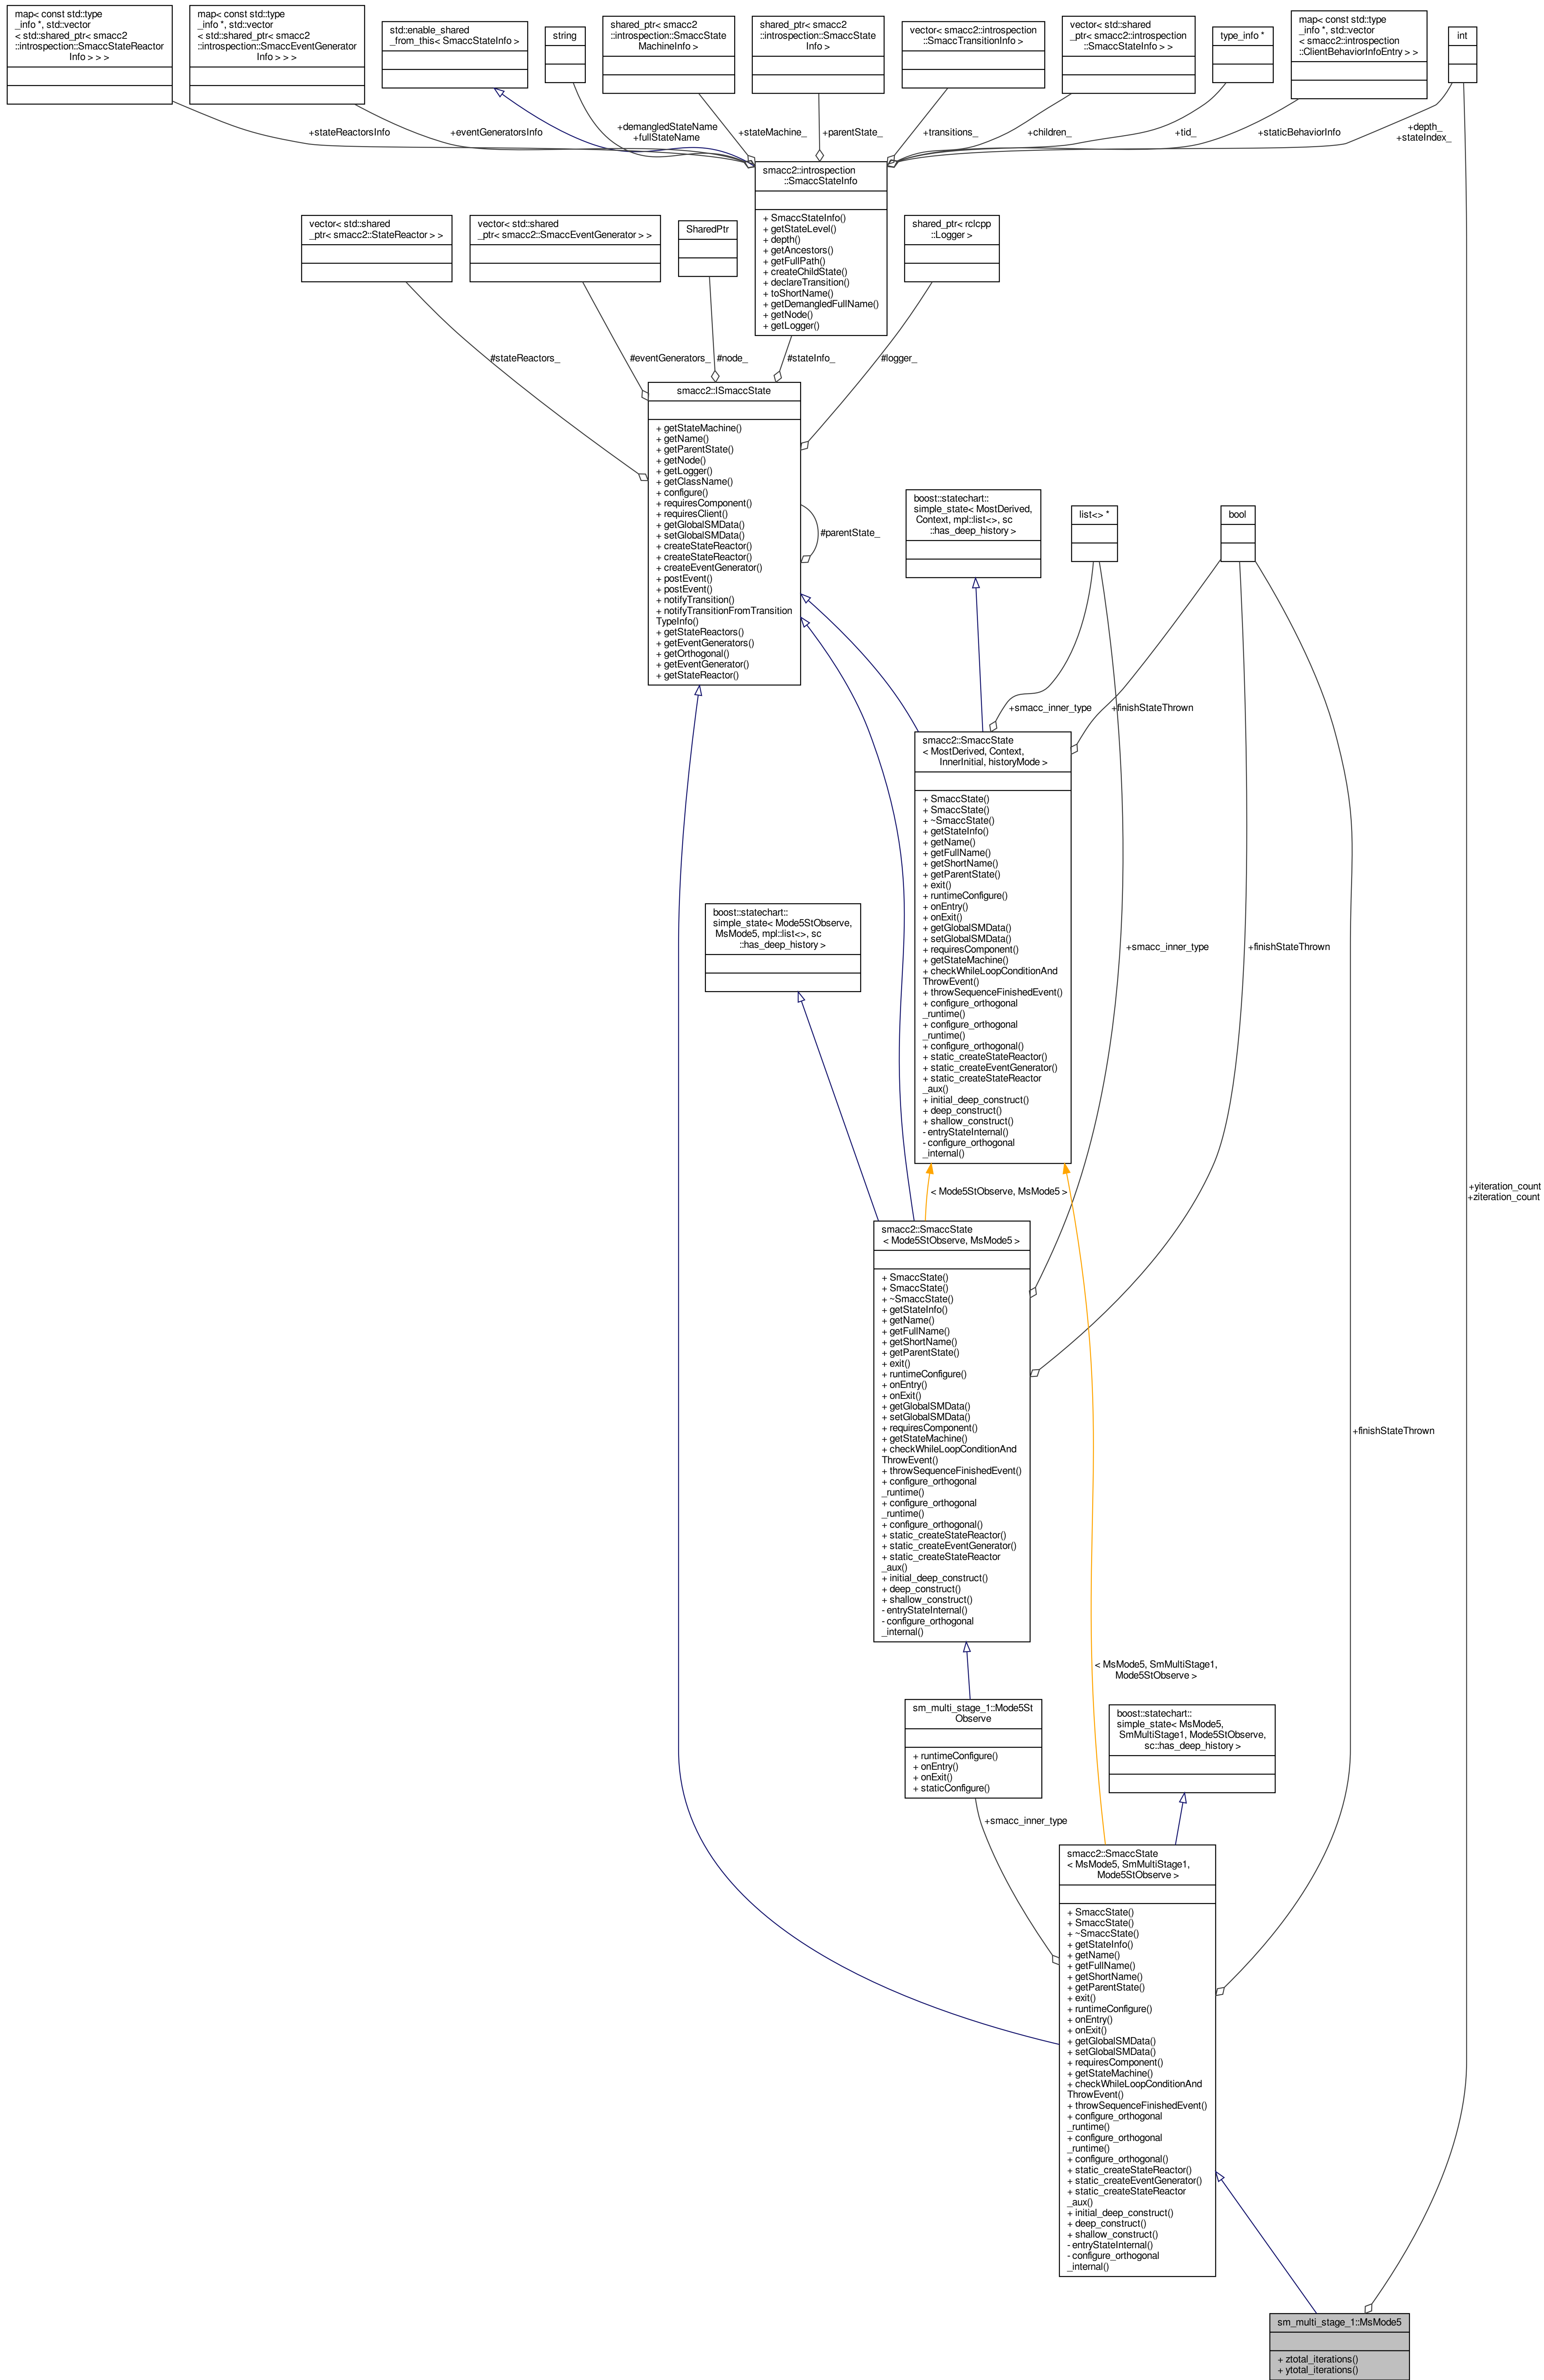 map< const std::type
_info *, std::vector
< std::shared_ptr< smacc2
::introspection::SmaccStateReactor
Info > > >
map< const std::type
_info *, std::vector
< std::shared_ptr< smacc2
::introspection::SmaccEventGenerator
Info > > >
std::enable_shared
_from_this< SmaccStateInfo >
string
shared_ptr< smacc2
::introspection::SmaccState
MachineInfo >
shared_ptr< smacc2
::introspection::SmaccState
Info >
vector< smacc2::introspection
::SmaccTransitionInfo >
vector< std::shared
_ptr< smacc2::introspection
::SmaccStateInfo > >
type_info *
map< const std::type
_info *, std::vector
< smacc2::introspection
::ClientBehaviorInfoEntry > >
int
+stateReactorsInfo
+eventGeneratorsInfo
+demangledStateName
+fullStateName
+stateMachine_
+parentState_
+transitions_
+children_
+tid_
+staticBehaviorInfo
+depth_
+stateIndex_
smacc2::introspection
::SmaccStateInfo
+ SmaccStateInfo()
+ getStateLevel()
+ depth()
+ getAncestors()
+ getFullPath()
+ createChildState()
+ declareTransition()
+ toShortName()
+ getDemangledFullName()
+ getNode()
+ getLogger()
vector< std::shared
_ptr< smacc2::StateReactor > >
vector< std::shared
_ptr< smacc2::SmaccEventGenerator > >
SharedPtr
shared_ptr< rclcpp
::Logger >
#stateReactors_
#eventGenerators_
#node_
#stateInfo_
#logger_
smacc2::ISmaccState
+ getStateMachine()
+ getName()
+ getParentState()
+ getNode()
+ getLogger()
+ getClassName()
+ configure()
+ requiresComponent()
+ requiresClient()
+ getGlobalSMData()
+ setGlobalSMData()
+ createStateReactor()
+ createStateReactor()
+ createEventGenerator()
+ postEvent()
+ postEvent()
+ notifyTransition()
+ notifyTransitionFromTransition
TypeInfo()
+ getStateReactors()
+ getEventGenerators()
+ getOrthogonal()
+ getEventGenerator()
+ getStateReactor()
#parentState_
boost::statechart::
simple_state< MostDerived,
Context, mpl::list<>, sc
::has_deep_history >
list<> *
bool
+smacc_inner_type
+finishStateThrown
smacc2::SmaccState
< MostDerived, Context,
InnerInitial, historyMode >
+ SmaccState()
+ SmaccState()
+ ~SmaccState()
+ getStateInfo()
+ getName()
+ getFullName()
+ getShortName()
+ getParentState()
+ exit()
+ runtimeConfigure()
+ onEntry()
+ onExit()
+ getGlobalSMData()
+ setGlobalSMData()
+ requiresComponent()
+ getStateMachine()
+ checkWhileLoopConditionAnd
ThrowEvent()
+ throwSequenceFinishedEvent()
+ configure_orthogonal
_runtime()
+ configure_orthogonal
_runtime()
+ configure_orthogonal()
+ static_createStateReactor()
+ static_createEventGenerator()
+ static_createStateReactor
_aux()
+ initial_deep_construct()
+ deep_construct()
+ shallow_construct()
- entryStateInternal()
- configure_orthogonal
_internal()
boost::statechart::
simple_state< Mode5StObserve,
MsMode5, mpl::list<>, sc
::has_deep_history >
+smacc_inner_type
+finishStateThrown
+yiteration_count
+ziteration_count
< Mode5StObserve, MsMode5 >
smacc2::SmaccState
< Mode5StObserve, MsMode5 >
+ SmaccState()
+ SmaccState()
+ ~SmaccState()
+ getStateInfo()
+ getName()
+ getFullName()
+ getShortName()
+ getParentState()
+ exit()
+ runtimeConfigure()
+ onEntry()
+ onExit()
+ getGlobalSMData()
+ setGlobalSMData()
+ requiresComponent()
+ getStateMachine()
+ checkWhileLoopConditionAnd
ThrowEvent()
+ throwSequenceFinishedEvent()
+ configure_orthogonal
_runtime()
+ configure_orthogonal
_runtime()
+ configure_orthogonal()
+ static_createStateReactor()
+ static_createEventGenerator()
+ static_createStateReactor
_aux()
+ initial_deep_construct()
+ deep_construct()
+ shallow_construct()
- entryStateInternal()
- configure_orthogonal
_internal()
+finishStateThrown
< MsMode5, SmMultiStage1,
Mode5StObserve >
sm_multi_stage_1::Mode5St
Observe
+ runtimeConfigure()
+ onEntry()
+ onExit()
+ staticConfigure()
boost::statechart::
simple_state< MsMode5,
SmMultiStage1, Mode5StObserve,
sc::has_deep_history >
+smacc_inner_type
smacc2::SmaccState
< MsMode5, SmMultiStage1,
Mode5StObserve >
+ SmaccState()
+ SmaccState()
+ ~SmaccState()
+ getStateInfo()
+ getName()
+ getFullName()
+ getShortName()
+ getParentState()
+ exit()
+ runtimeConfigure()
+ onEntry()
+ onExit()
+ getGlobalSMData()
+ setGlobalSMData()
+ requiresComponent()
+ getStateMachine()
+ checkWhileLoopConditionAnd
ThrowEvent()
+ throwSequenceFinishedEvent()
+ configure_orthogonal
_runtime()
+ configure_orthogonal
_runtime()
+ configure_orthogonal()
+ static_createStateReactor()
+ static_createEventGenerator()
+ static_createStateReactor
_aux()
+ initial_deep_construct()
+ deep_construct()
+ shallow_construct()
- entryStateInternal()
- configure_orthogonal
_internal()
sm_multi_stage_1::MsMode5
+ ztotal_iterations()
+ ytotal_iterations()